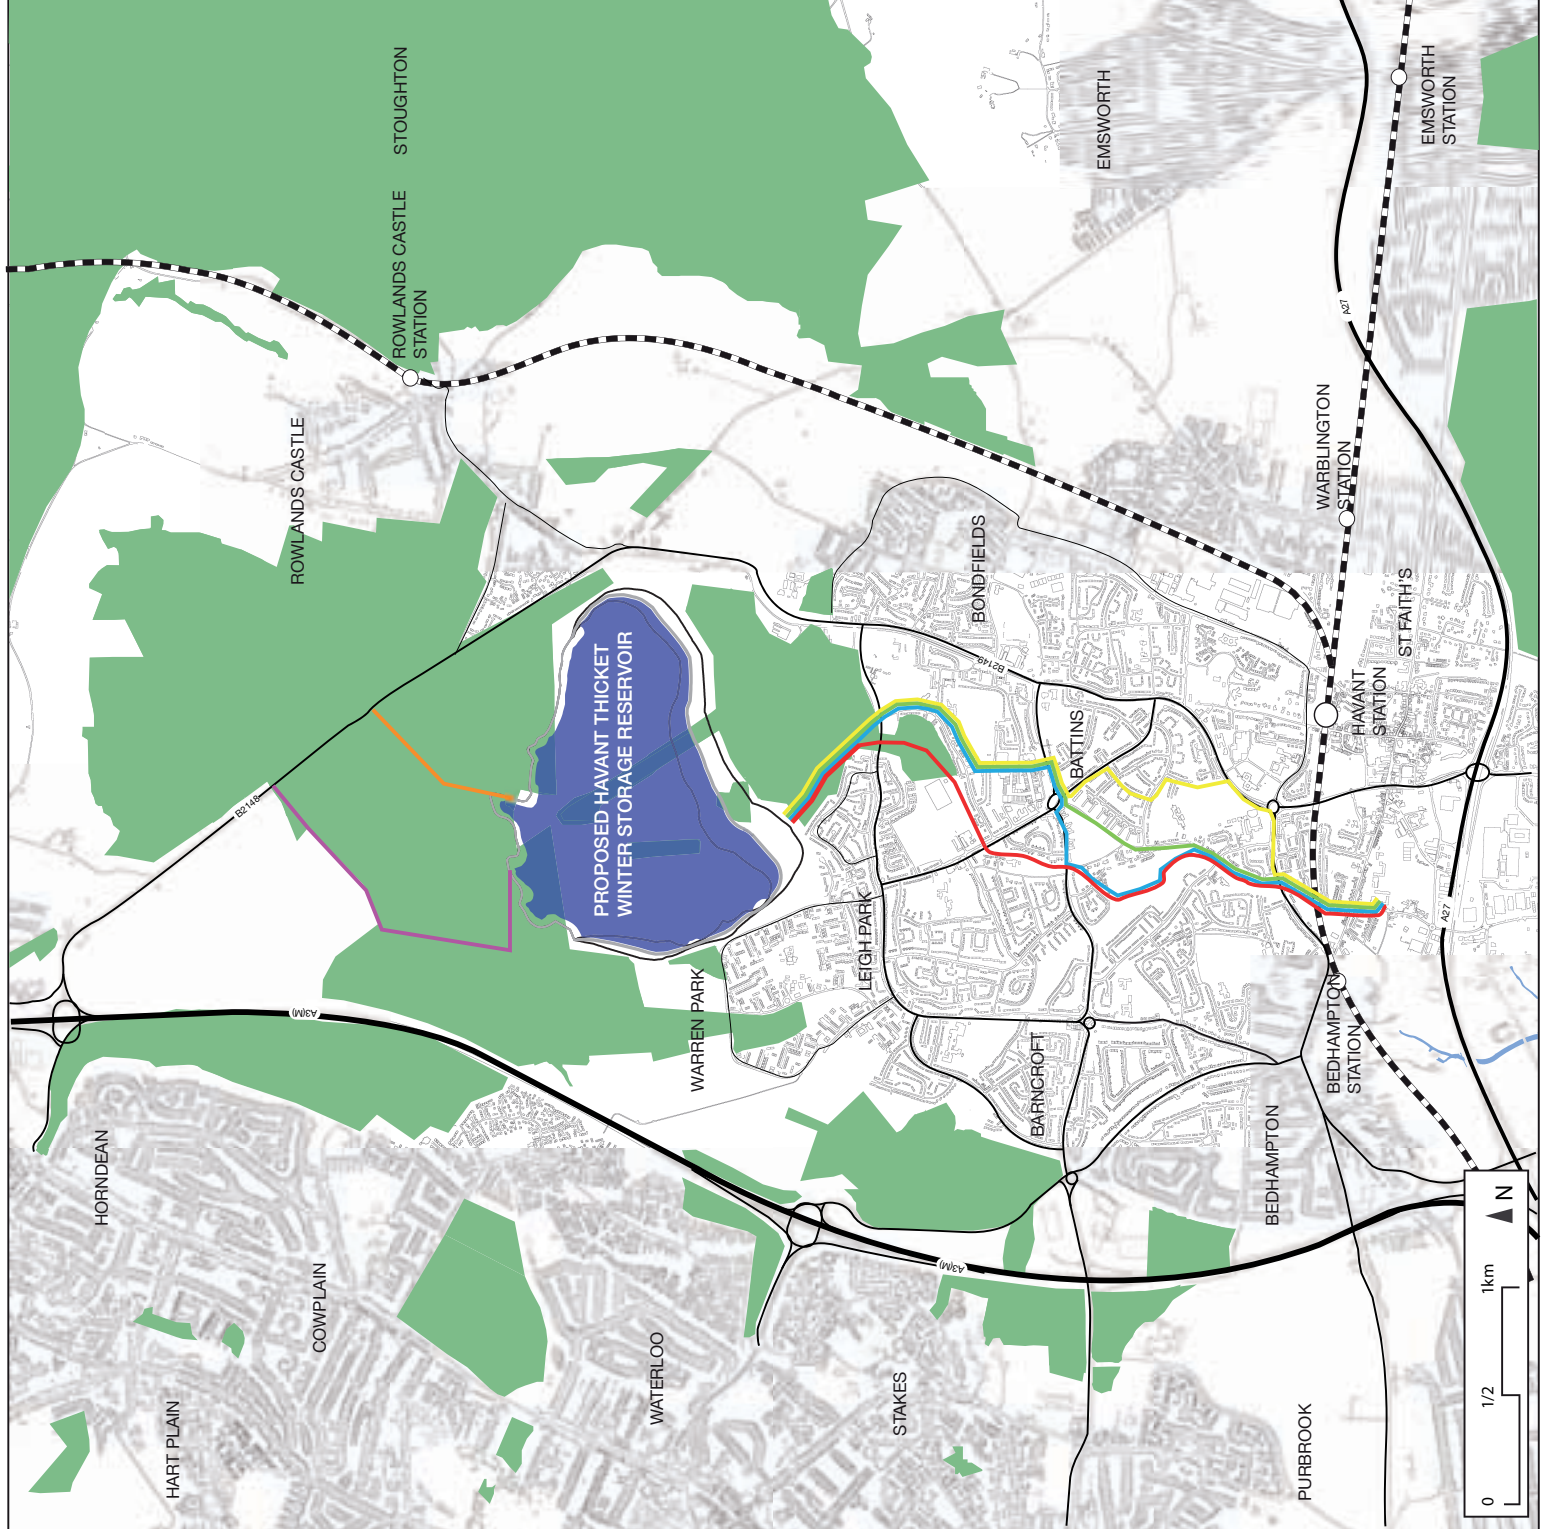 STOUGHTON
ROWLANDS CASTLE
STATION
ROWLANDS CASTLE
EMSWORTH
EMSWORTH
STATION
A27
WARBLINGTON
STATION
BONDFIELDS
ST FAITH'S
HAVANT
STATION
B2149
BATTINS
PROPOSED HAVANT THICKET
WINTER STORAGE RESERVOIR
B2148
LEIGH PARK
WARREN PARK
A27
A3(M)
BARNCROFT
BEDHAMPTON
STATION
BEDHAMPTON
HORNDEAN
COWPLAIN
A3(M)
WATERLOO
STAKES
HART PLAIN
PURBROOK
N
0
1/2
1km